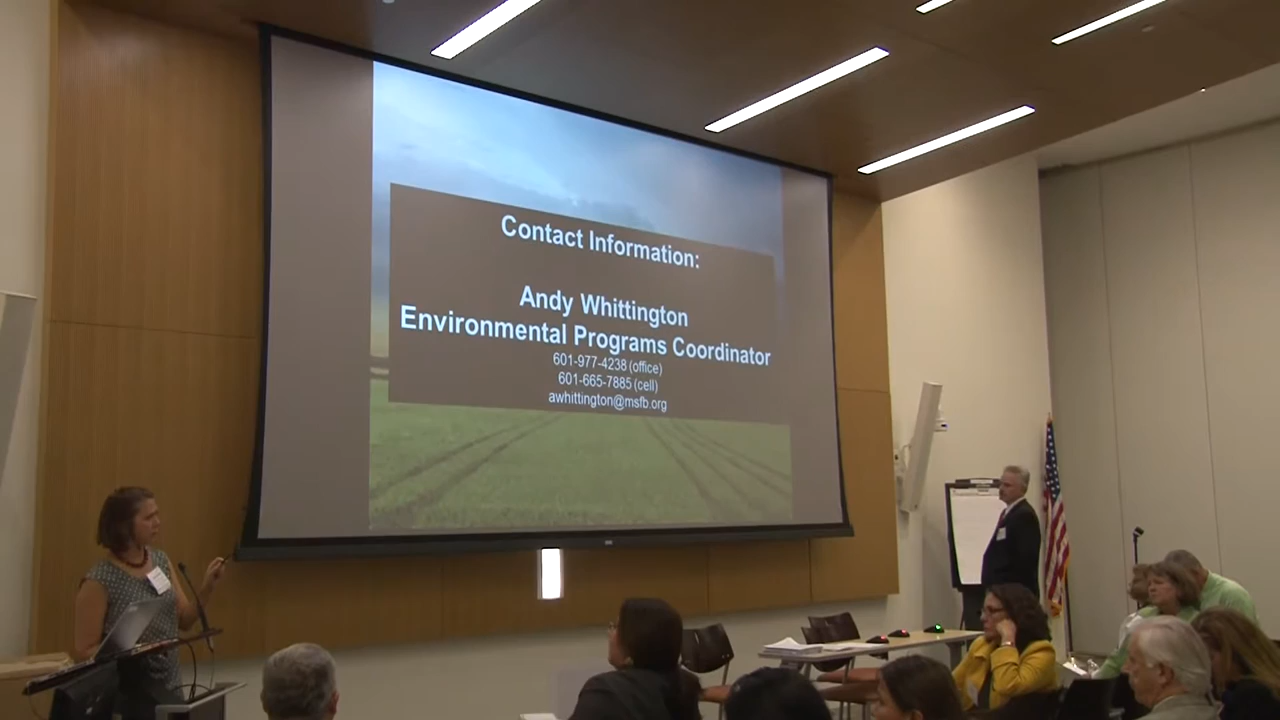 Contact Information:
Andy Whittington
Environmental Programs Coordinator
601-977-4238 (office)
601-665-7885 (cell)
awhittington@msfb.org